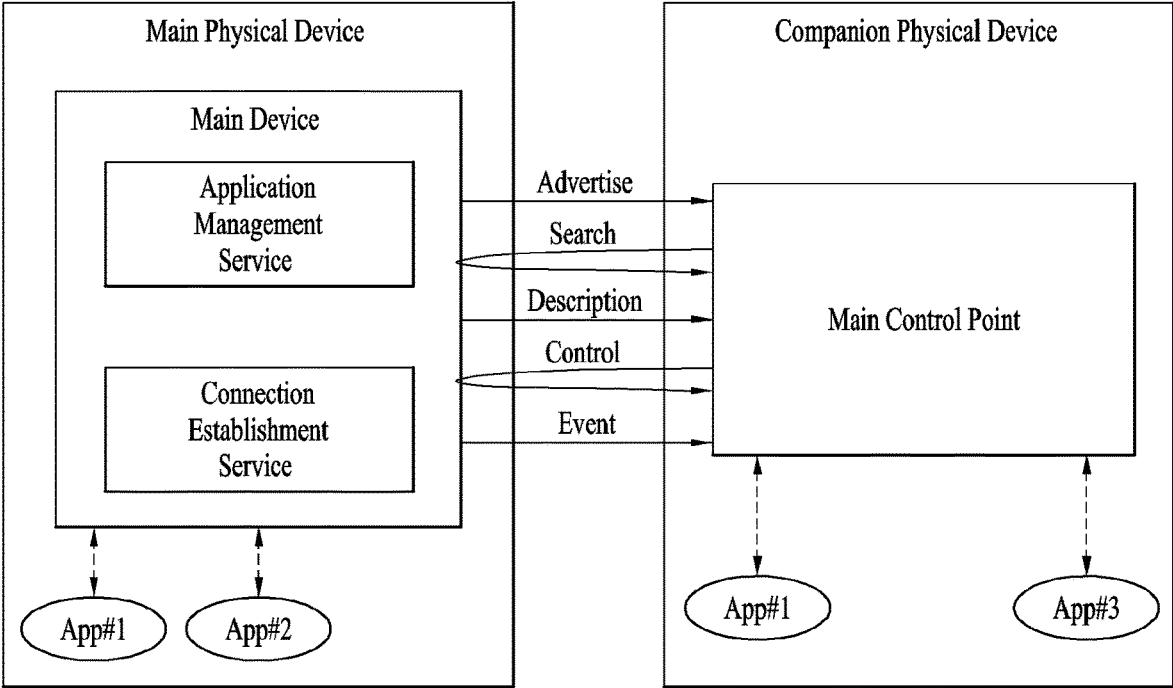 Main Physical Device
Companion Physical Device
Main Device
Application
Management
Service
Connection
Establishment
Service
Advertise
Search
Description
Control
Event
Main Control Point
App#1
App#2
App#1
App#3